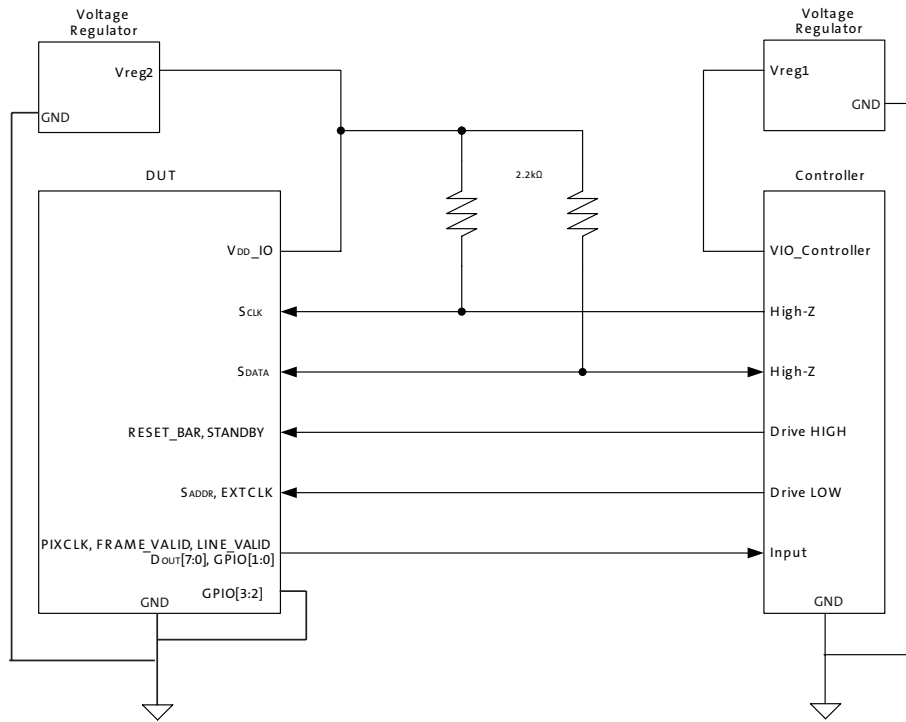 Voltage
Regulator
Vreg2
GND
Voltage
Regulator
Vreg1
GND
DUT
2.2kΩ
Controller
VDD_IO
VIO_Controller
SCLK
High-Z
SDATA
High-Z
RESET_BAR, STANDBY
Drive HIGH
SADDR, EXTCLK
Drive LOW
PIXCLK, FRAME_VALID, LINE_VALID
DOUT[7:0], GPIO[1:0]
Input
GPIO[3:2]
GND
GND